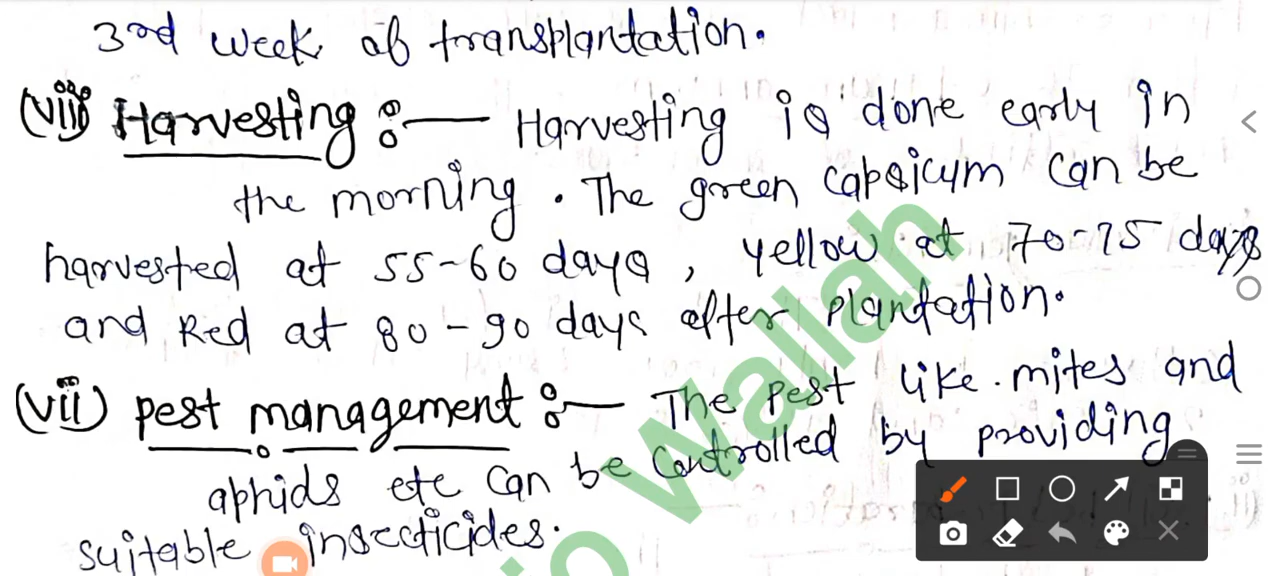 3rd week of transplantation.
(viii) Harvesting :— Harvesting is done early in
the morning. The green capsicum can be
harvested at 55-60 days, yellow at 70-75 days
and Red at 80-90 days after plantation.
(vii) pest management :— The pest like mites and
aphids etc can be controlled by providing
suitable insecticides.
io Wallah